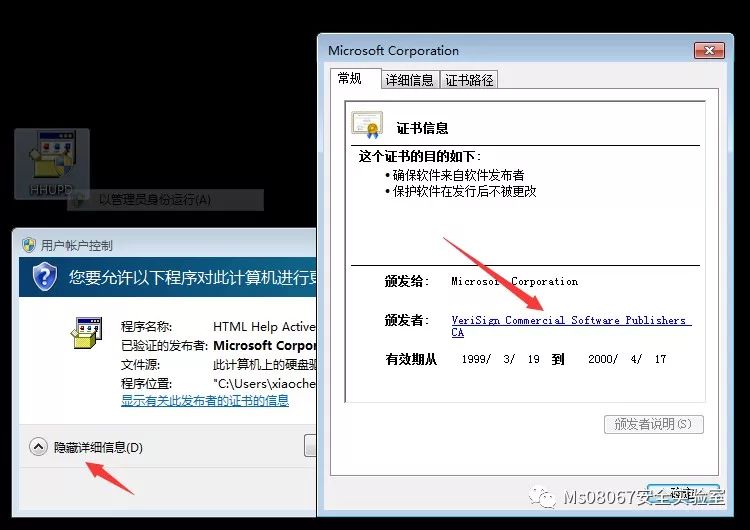 Microsoft Corporation
常规
详细信息
证书路径
证书信息
这个证书的目的如下:
• 确保软件来自软件发布者
• 保护软件在发行后不被更改
颁发给: Microsoft Corporation
颁发者: VeriSign Commercial Software Publishers
CA
有效期从 1999/ 3/ 19 到 2000/ 4/ 17
颁发者说明(S)
确定
HHUPD
以管理员身份运行(A)
用户帐户控制
您要允许以下程序对此计算机进行更
程序名称: HTML Help Active
已验证的发布者: Microsoft Corpor
文件源: 此计算机上的硬盘驱
程序位置: "C:\Users\xiaoche
显示有关此发布者的证书的信息
隐藏详细信息(D)
Ms08067安全实验室